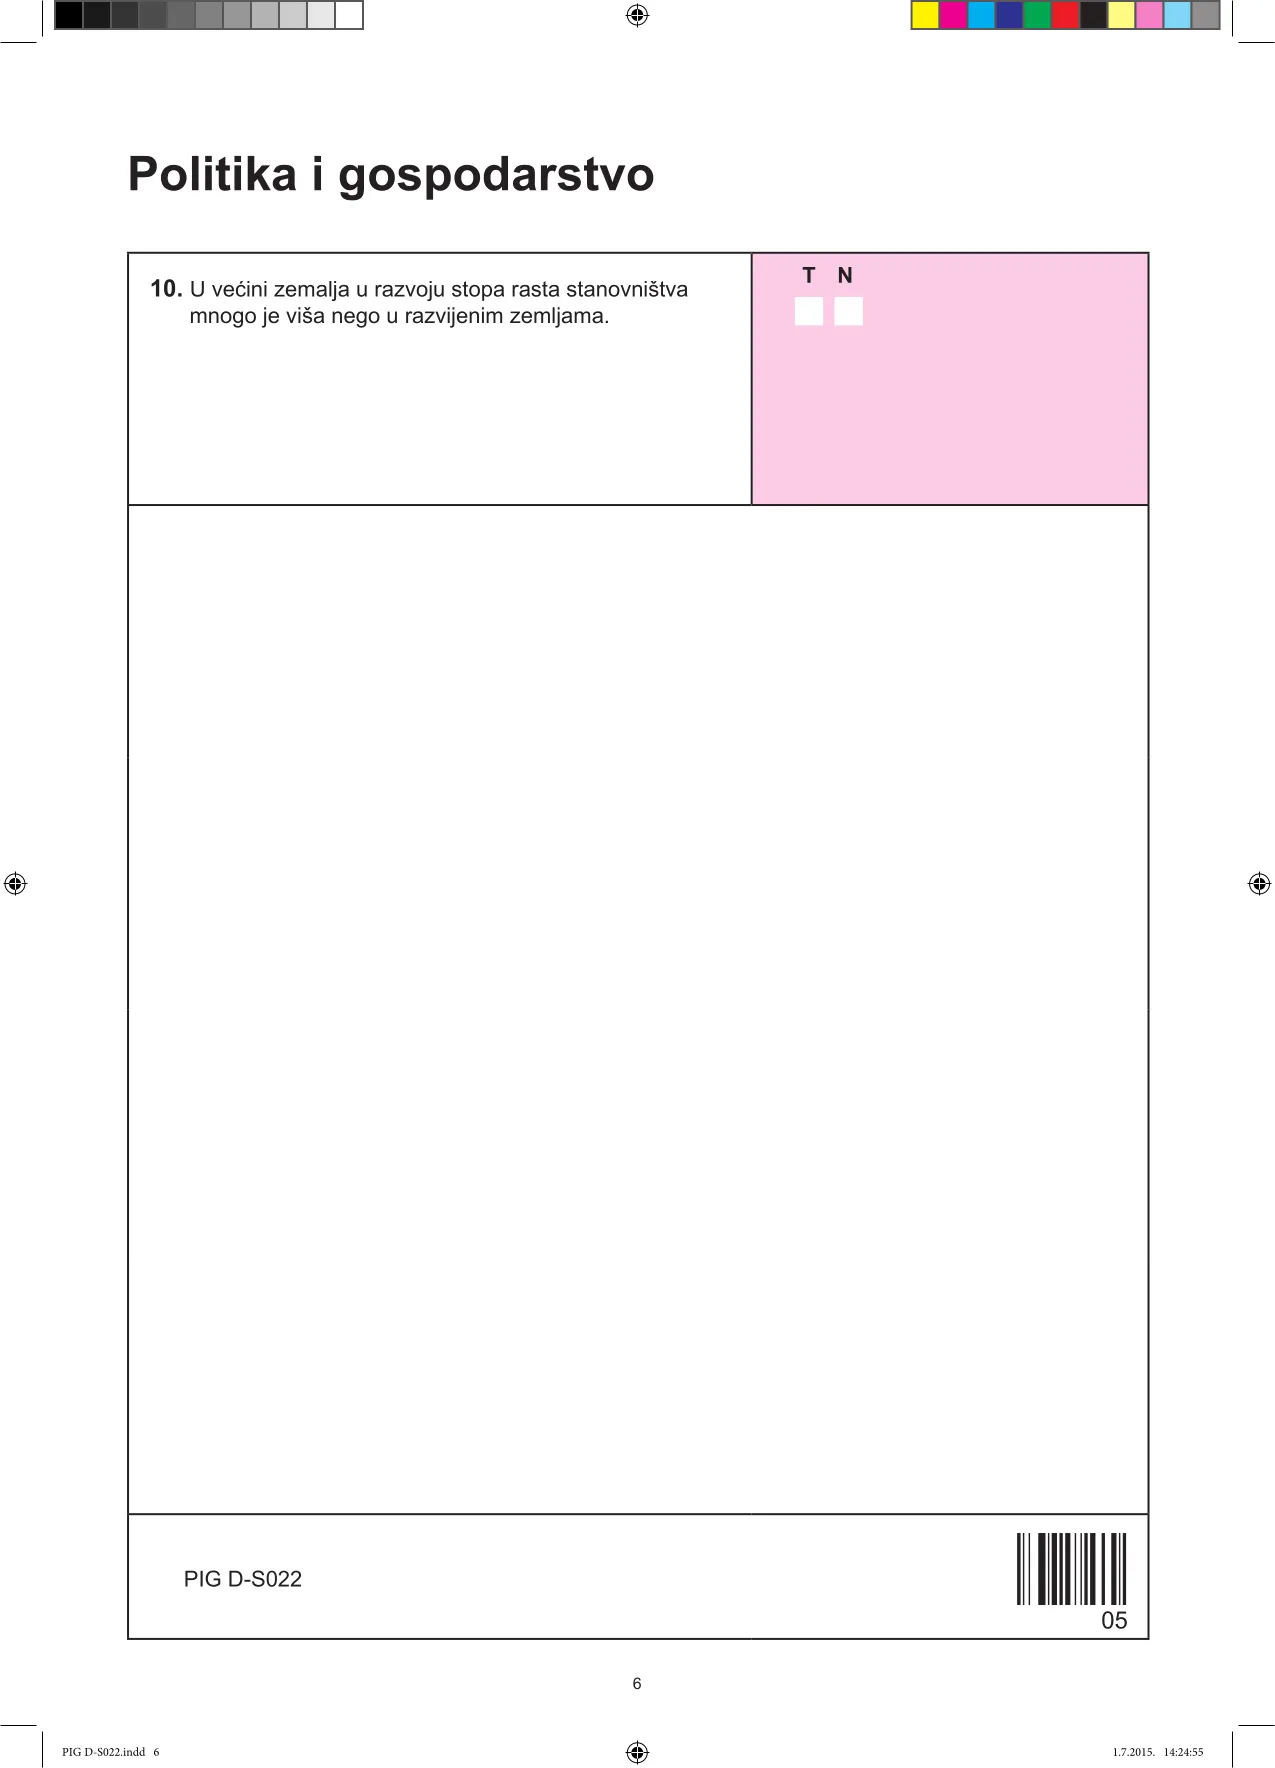 Politika i gospodarstvo
10. U većini zemalja u razvoju stopa rasta stanovništva
mnogo je viša nego u razvijenim zemljama.
T N
PIG D-S022
05
6
PIG D-S022.indd 6
1.7.2015. 14:24:55